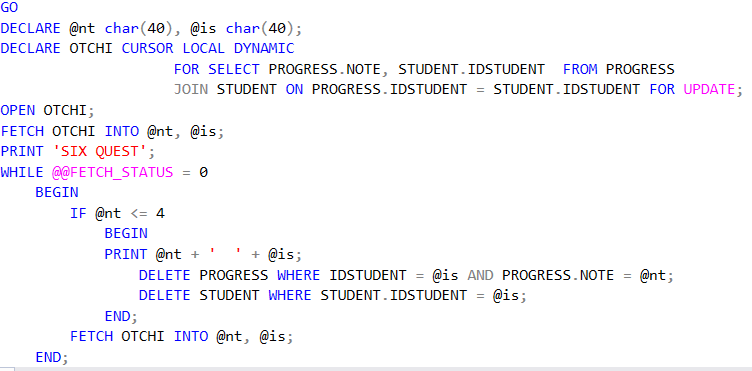 GO
DECLARE @nt char(40), @is char(40);
DECLARE OTCHI CURSOR LOCAL DYNAMIC
FOR SELECT PROGRESS.NOTE, STUDENT.IDSTUDENT  FROM PROGRESS
JOIN STUDENT ON PROGRESS.IDSTUDENT = STUDENT.IDSTUDENT FOR UPDATE;
OPEN OTCHI;
FETCH OTCHI INTO @nt, @is;
PRINT 'SIX QUEST';
WHILE @@FETCH_STATUS = 0
BEGIN
IF @nt <= 4
BEGIN
PRINT @nt + '  ' + @is;
DELETE PROGRESS WHERE IDSTUDENT = @is AND PROGRESS.NOTE = @nt;
DELETE STUDENT WHERE STUDENT.IDSTUDENT = @is;
END;
FETCH OTCHI INTO @nt, @is;
END;